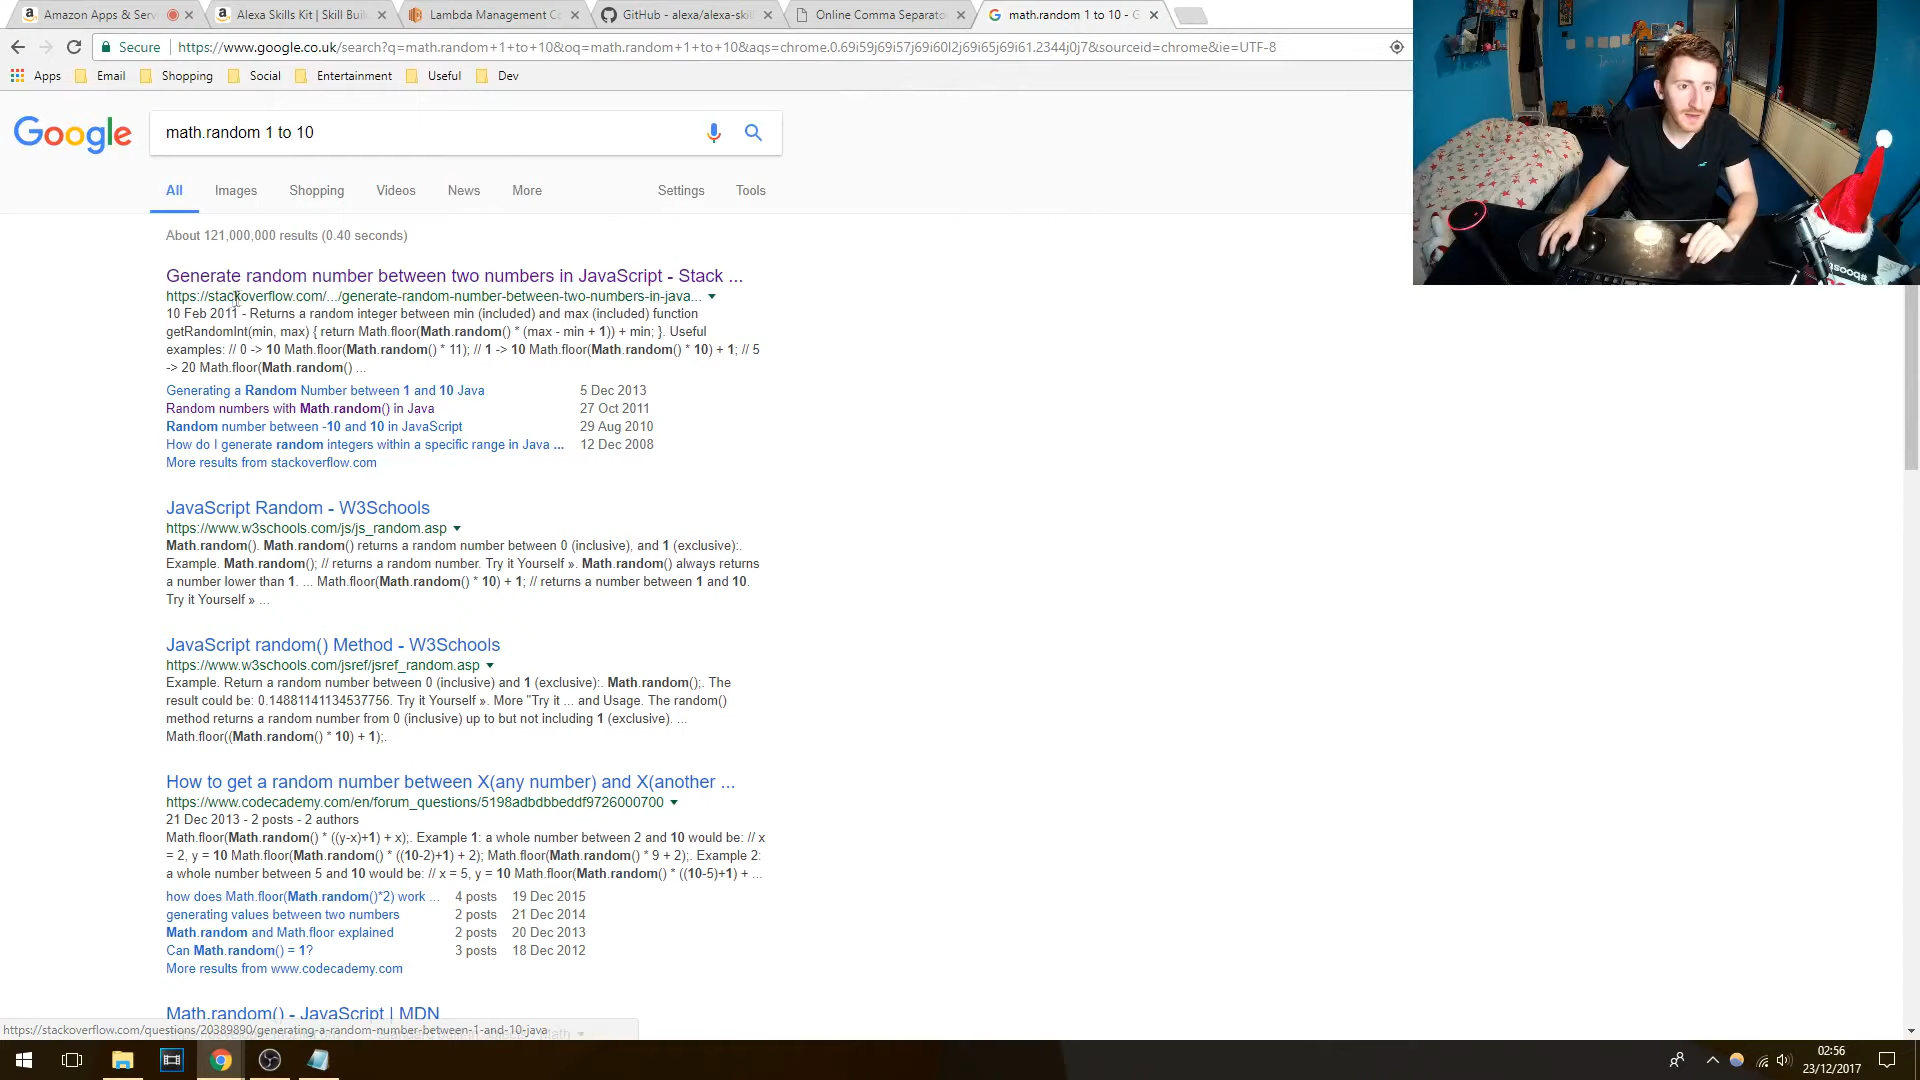 Amazon Apps & Serv
Alexa Skills Kit | Skill Buil
Lambda Management Co
GitHub - alexa/alexa-skil
Online Comma Separato
math.random 1 to 10 - G
Secure
https://www.google.co.uk/search?q=math.random+1+to+10&oq=math.random+1+to+10&aqs=chrome.0.69i59j69i57j69i60l2j69i65j69i61.2344j0j7&sourceid=chrome&ie=UTF-8
Apps
Email
Shopping
Social
Entertainment
Useful
Dev
Google
math.random 1 to 10
All
Images
Shopping
Videos
News
More
Settings
Tools
About 121,000,000 results (0.40 seconds)
Generate random number between two numbers in JavaScript - Stack ...
https://stackoverflow.com/.../generate-random-number-between-two-numbers-in-java...
10 Feb 2011 - Returns a random integer between min (included) and max (included) function
getRandomInt(min, max) { return Math.floor(Math.random() * (max - min + 1)) + min; }. Useful
examples: // 0 -> 10 Math.floor(Math.random() * 11); // 1 -> 10 Math.floor(Math.random() * 10) + 1; // 5
-> 20 Math.floor(Math.random() ...
Generating a Random Number between 1 and 10 Java 5 Dec 2013
Random numbers with Math.random() in Java 27 Oct 2011
Random number between -10 and 10 in JavaScript 29 Aug 2010
How do I generate random integers within a specific range in Java ... 12 Dec 2008
More results from stackoverflow.com
JavaScript Random - W3Schools
https://www.w3schools.com/js/js_random.asp
Math.random(). Math.random() returns a random number between 0 (inclusive), and 1 (exclusive):.
Example. Math.random(); // returns a random number. Try it Yourself ». Math.random() always returns
a number lower than 1. ... Math.floor(Math.random() * 10) + 1; // returns a number between 1 and 10.
Try it Yourself » ...
JavaScript random() Method - W3Schools
https://www.w3schools.com/jsref/jsref_random.asp
Example. Return a random number between 0 (inclusive) and 1 (exclusive):. Math.random();. The
result could be: 0.14881141134537756. Try it Yourself ». More "Try it ... and Usage. The random()
method returns a random number from 0 (inclusive) up to but not including 1 (exclusive). ...
Math.floor((Math.random() * 10) + 1);.
How to get a random number between X(any number) and X(another ...
https://www.codecademy.com/en/forum_questions/5198adbdbbeddf9726000700
21 Dec 2013 - 2 posts - 2 authors
Math.floor(Math.random() * ((y-x)+1) + x);. Example 1: a whole number between 2 and 10 would be: // x
= 2, y = 10 Math.floor(Math.random() * ((10-2)+1) + 2); Math.floor(Math.random() * 9 + 2);. Example 2:
a whole number between 5 and 10 would be: // x = 5, y = 10 Math.floor(Math.random() * ((10-5)+1) + ...
how does Math.floor(Math.random()*2) work ... 4 posts 19 Dec 2015
generating values between two numbers 2 posts 21 Dec 2014
Math.random and Math.floor explained 2 posts 20 Dec 2013
Can Math.random() = 1? 3 posts 18 Dec 2012
More results from www.codecademy.com
Math.random() - JavaScript | MDN
https://stackoverflow.com/questions/20389890/generating-a-random-number-between-1-and-10-java
#boost
02:56
23/12/2017